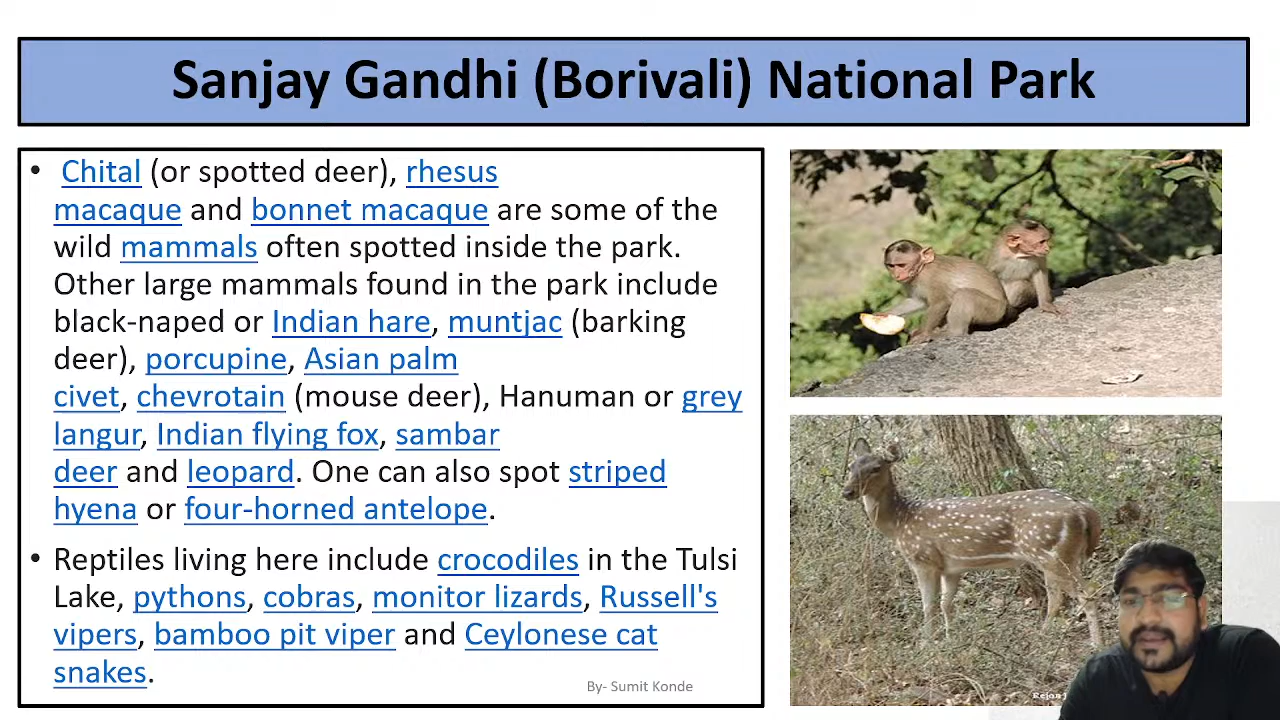 Sanjay Gandhi (Borivali) National Park
• Chital (or spotted deer), rhesus
macaque and bonnet macaque are some of the
wild mammals often spotted inside the park.
Other large mammals found in the park include
black-naped or Indian hare, muntjac (barking
deer), porcupine, Asian palm
civet, chevrotain (mouse deer), Hanuman or grey
langur, Indian flying fox, sambar
deer and leopard. One can also spot striped
hyena or four-horned antelope.
• Reptiles living here include crocodiles in the Tulsi
Lake, pythons, cobras, monitor lizards, Russell's
vipers, bamboo pit viper and Ceylonese cat
snakes.
By- Sumit Konde